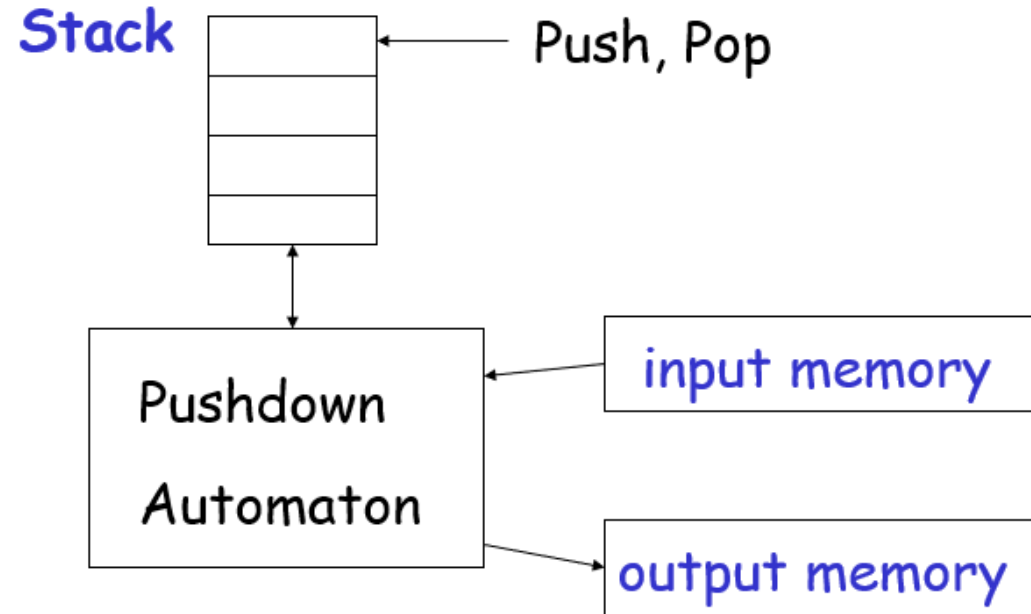 Stack
Push, Pop
Pushdown
Automaton
input memory
output memory